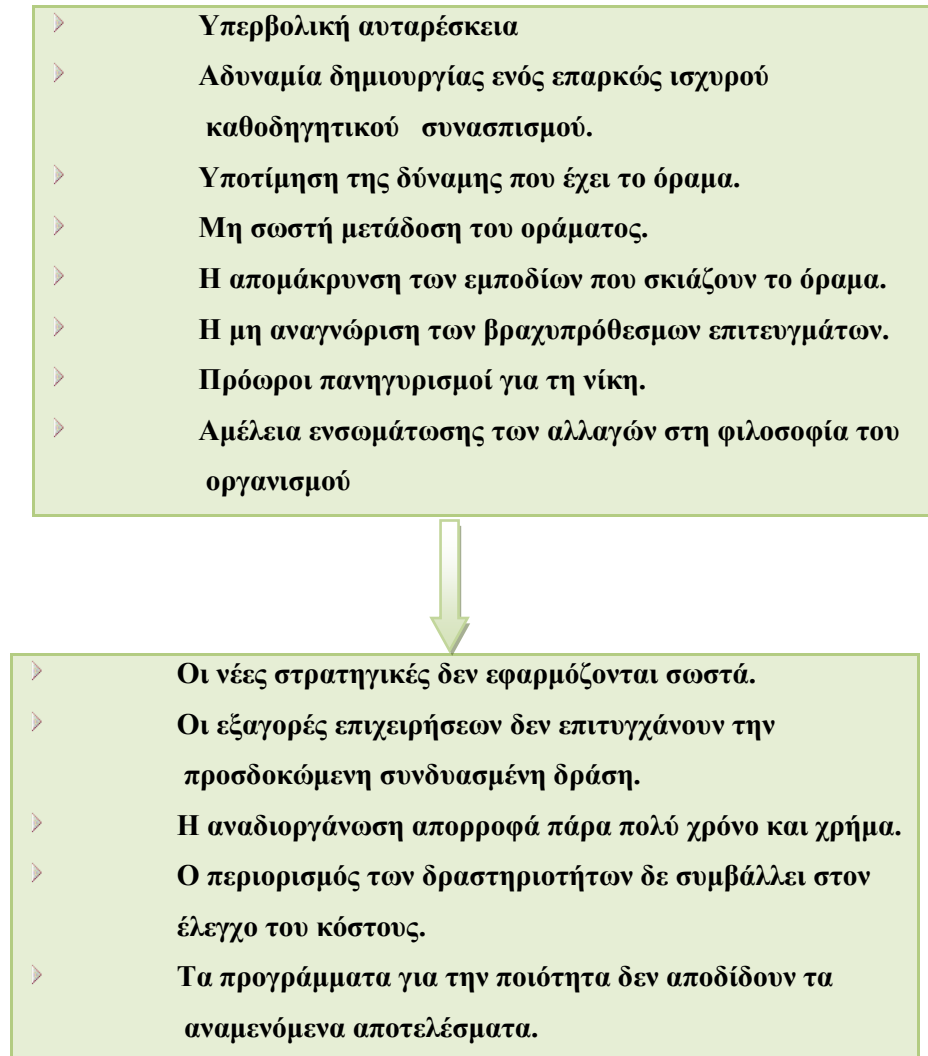 Υπερβολική αυταρέσκεια
Αδυναμία δημιουργίας ενός επαρκώς ισχυρού
καθοδηγητικού συνασπισμού.
Υποτίμηση της δύναμης που έχει το όραμα.
Μη σωστή μετάδοση του οράματος.
Η απομάκρυνση των εμποδίων που σκιάζουν το όραμα.
Η μη αναγνώριση των βραχυπρόθεσμων επιτευγμάτων.
Πρόωροι πανηγυρισμοί για τη νίκη.
Αμέλεια ενσωμάτωσης των αλλαγών στη φιλοσοφία του
οργανισμού
Οι νέες στρατηγικές δεν εφαρμόζονται σωστά.
Οι εξαγορές επιχειρήσεων δεν επιτυγχάνουν την
προσδοκώμενη συνδυασμένη δράση.
Η αναδιοργάνωση απορροφά πάρα πολύ χρόνο και χρήμα.
Ο περιορισμός των δραστηριοτήτων δε συμβάλλει στον
έλεγχο του κόστους.
Τα προγράμματα για την ποιότητα δεν αποδίδουν τα
αναμενόμενα αποτελέσματα.